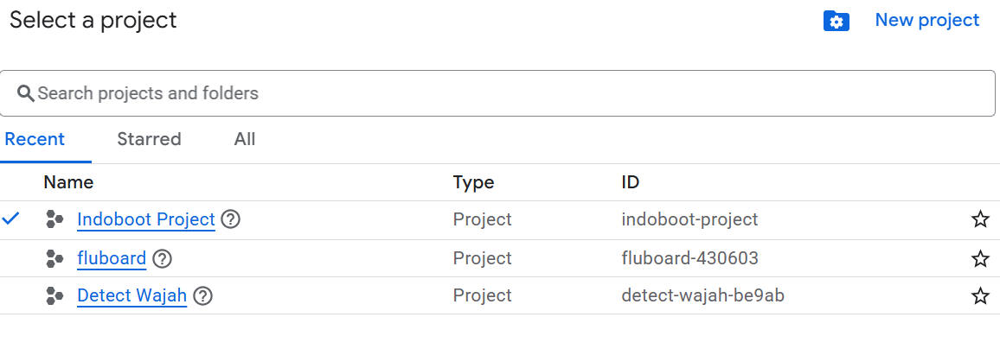 Select a project New project
Search projects and folders
Recent Starred All
Name Type ID
Indoboot Project Project indoboot-project
fluboard Project fluboard-430603
Detect Wajah Project detect-wajah-be9ab